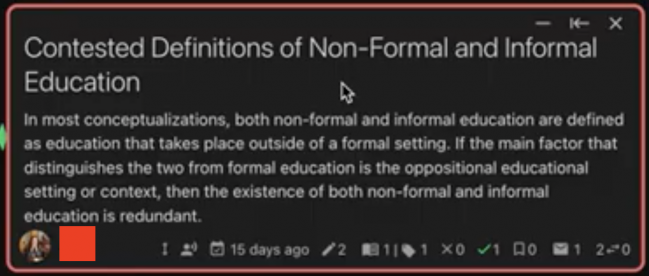 Contested Definitions of Non-Formal and Informal
Education
In most conceptualizations, both non-formal and informal education are defined
as education that takes place outside of a formal setting. If the main factor that
distinguishes the two from formal education is the oppositional educational
setting or context, then the existence of both non-formal and informal
education is redundant.
15 days ago 2 1 | 1 0 1 0 1 2 0